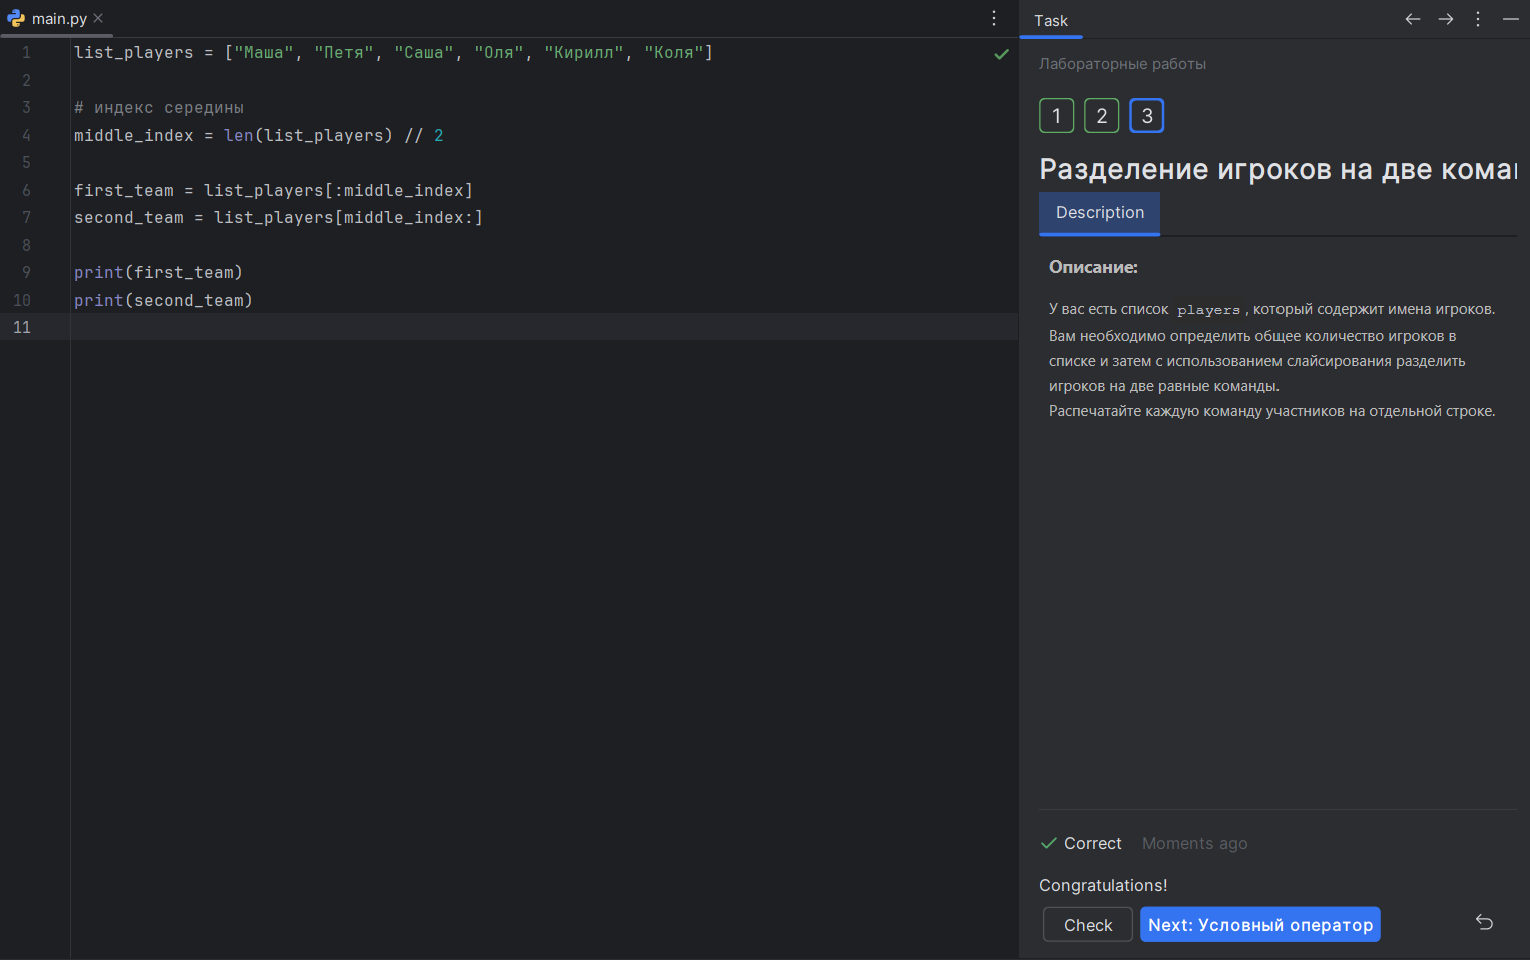 main.py
1 list_players = ["Маша", "Петя", "Саша", "Оля", "Кирилл", "Коля"]
2
3 # индекс середины
4 middle_index = len(list_players) // 2
5
6 first_team = list_players[:middle_index]
7 second_team = list_players[middle_index:]
8
9 print(first_team)
10 print(second_team)
11
Task
Лабораторные работы
1 2 3
Разделение игроков на две кома
Description
Описание:
У вас есть список players, который содержит имена игроков.
Вам необходимо определить общее количество игроков в
списке и затем с использованием слайсирования разделить
игроков на две равные команды.
Распечатайте каждую команду участников на отдельной строке.
Correct Moments ago
Congratulations!
Check Next: Условный оператор